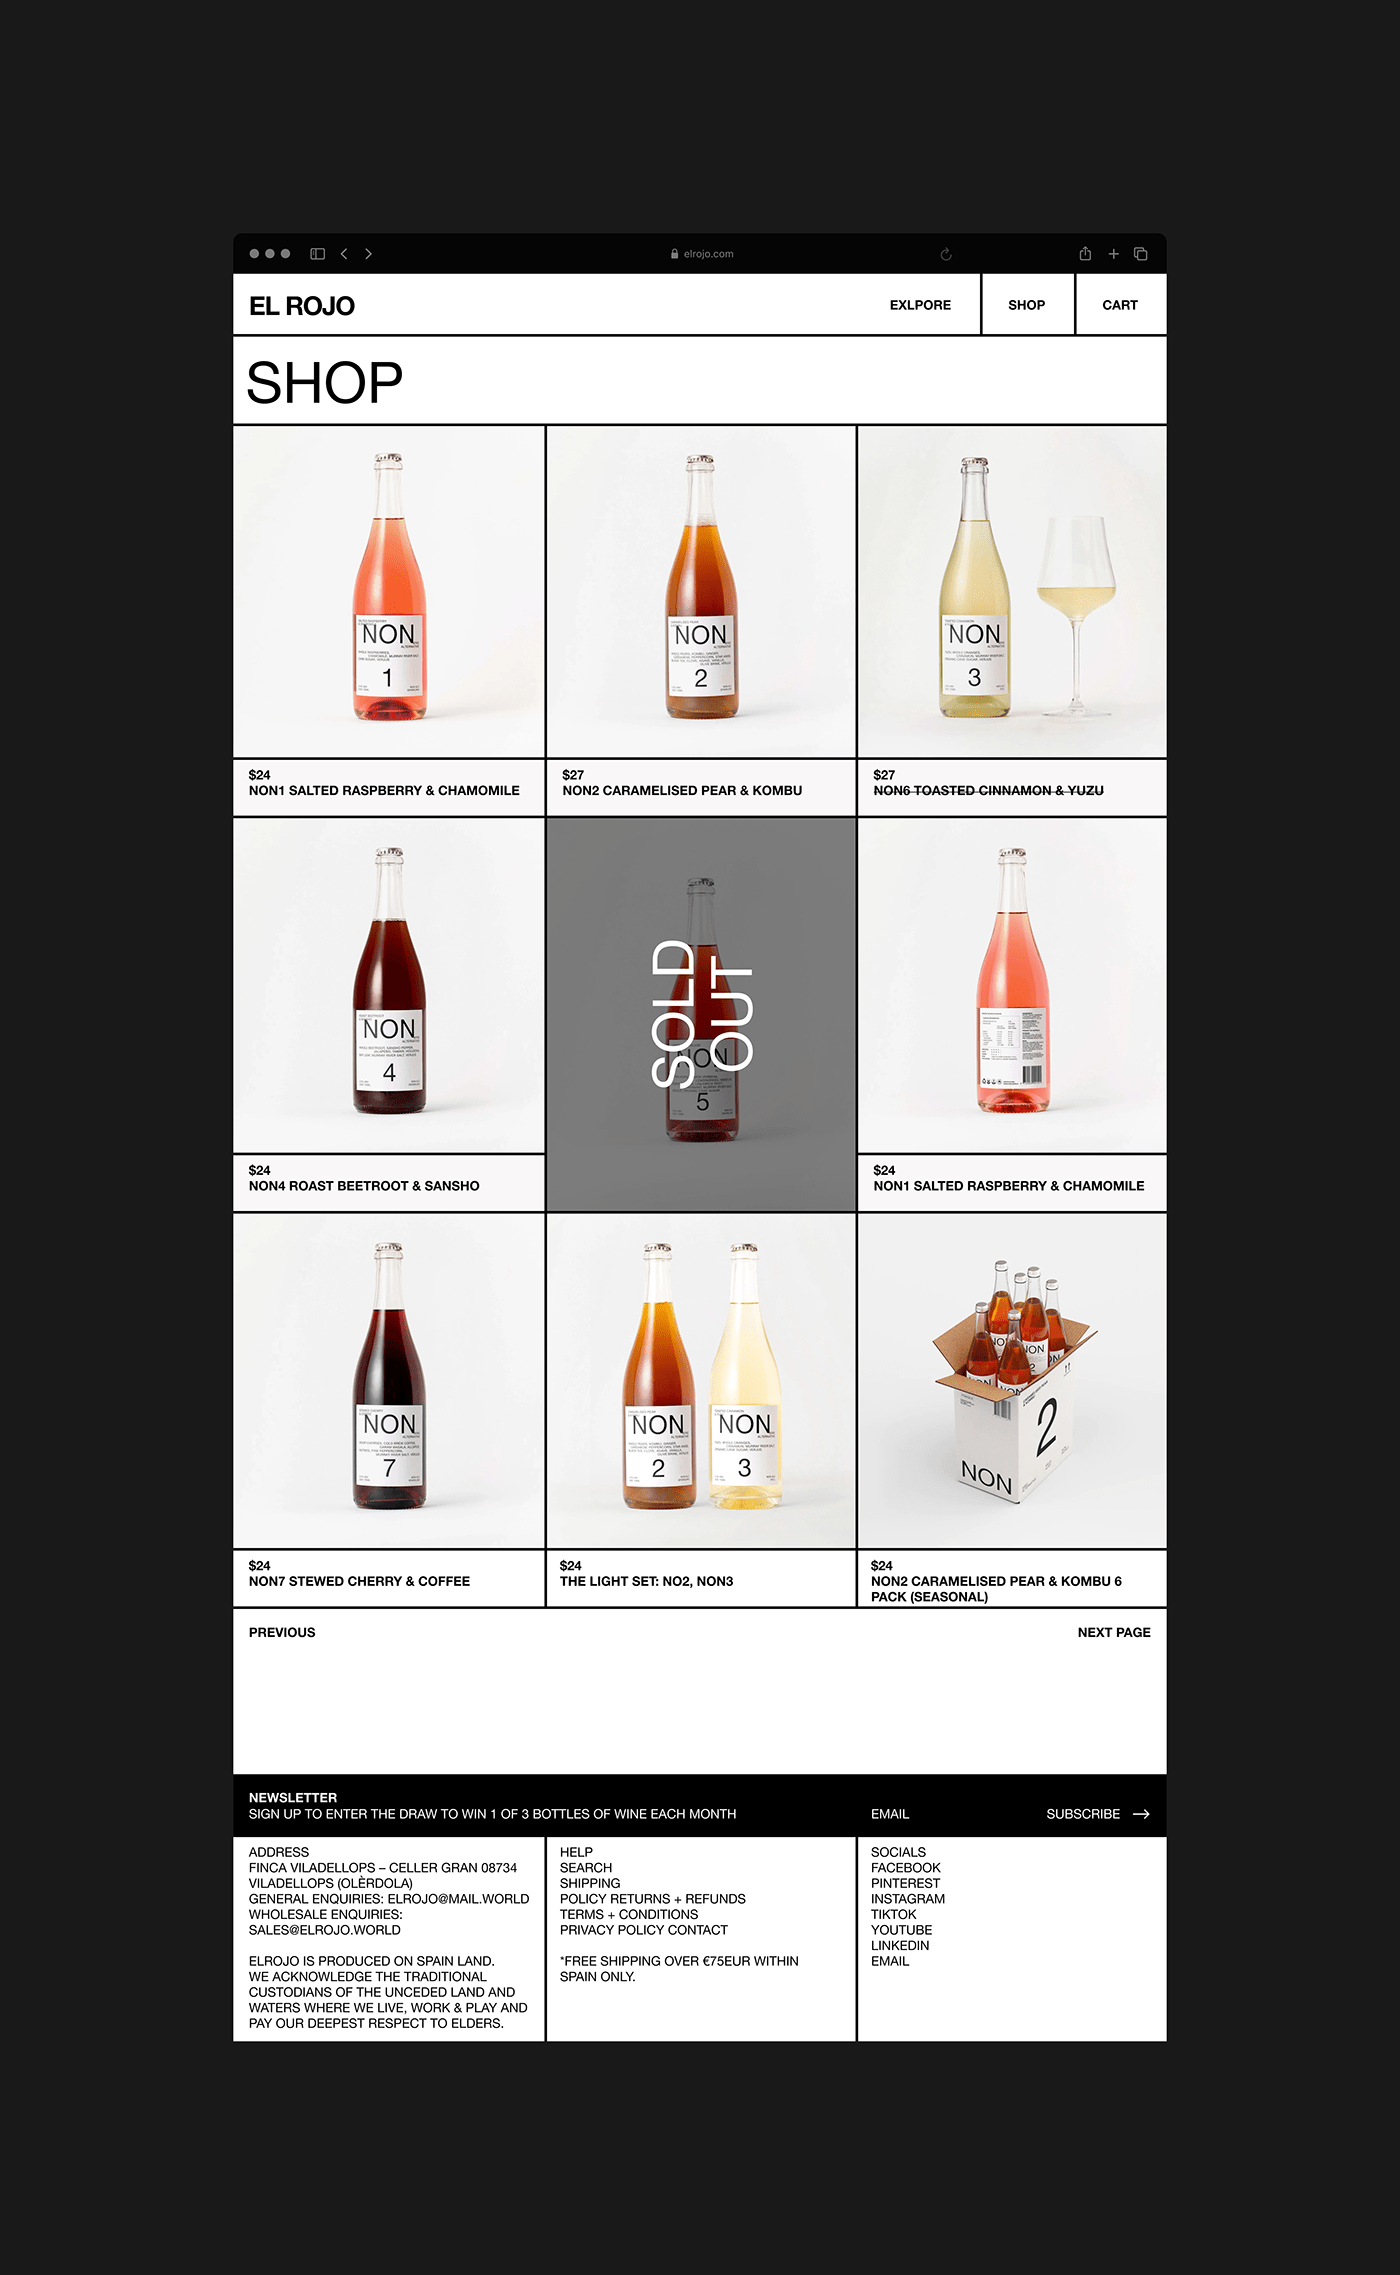 elrojo.com
EL ROJO
EXLPORE
SHOP
CART
SHOP
NON
1
NON
2
NON
3
$24
NON1 SALTED RASPBERRY & CHAMOMILE
$27
NON2 CARAMELISED PEAR & KOMBU
$27
NON6 TOASTED CINNAMON & YUZU
NON
4
SOLD
OUT
NON
5
$24
NON4 ROAST BEETROOT & SANSHO
$24
NON1 SALTED RASPBERRY & CHAMOMILE
NON
7
NON
2
NON
3
NON
2
NON
$24
NON7 STEWED CHERRY & COFFEE
$24
THE LIGHT SET: NO2, NON3
$24
NON2 CARAMELISED PEAR & KOMBU 6
PACK (SEASONAL)
PREVIOUS
NEXT PAGE
NEWSLETTER
SIGN UP TO ENTER THE DRAW TO WIN 1 OF 3 BOTTLES OF WINE EACH MONTH
EMAIL
SUBSCRIBE →
ADDRESS
FINCA VILADELLOPS – CELLER GRAN 08734
VILADELLOPS (OLÈRDOLA)
GENERAL ENQUIRIES: ELROJO@MAIL.WORLD
WHOLESALE ENQUIRIES:
SALES@ELROJO.WORLD
ELROJO IS PRODUCED ON SPAIN LAND.
WE ACKNOWLEDGE THE TRADITIONAL
CUSTODIANS OF THE UNCEDED LAND AND
WATERS WHERE WE LIVE, WORK & PLAY AND
PAY OUR DEEPEST RESPECT TO ELDERS.
HELP
SEARCH
SHIPPING
POLICY RETURNS + REFUNDS
TERMS + CONDITIONS
PRIVACY POLICY CONTACT
*FREE SHIPPING OVER €75EUR WITHIN
SPAIN ONLY.
SOCIALS
FACEBOOK
PINTEREST
INSTAGRAM
TIKTOK
YOUTUBE
LINKEDIN
EMAIL